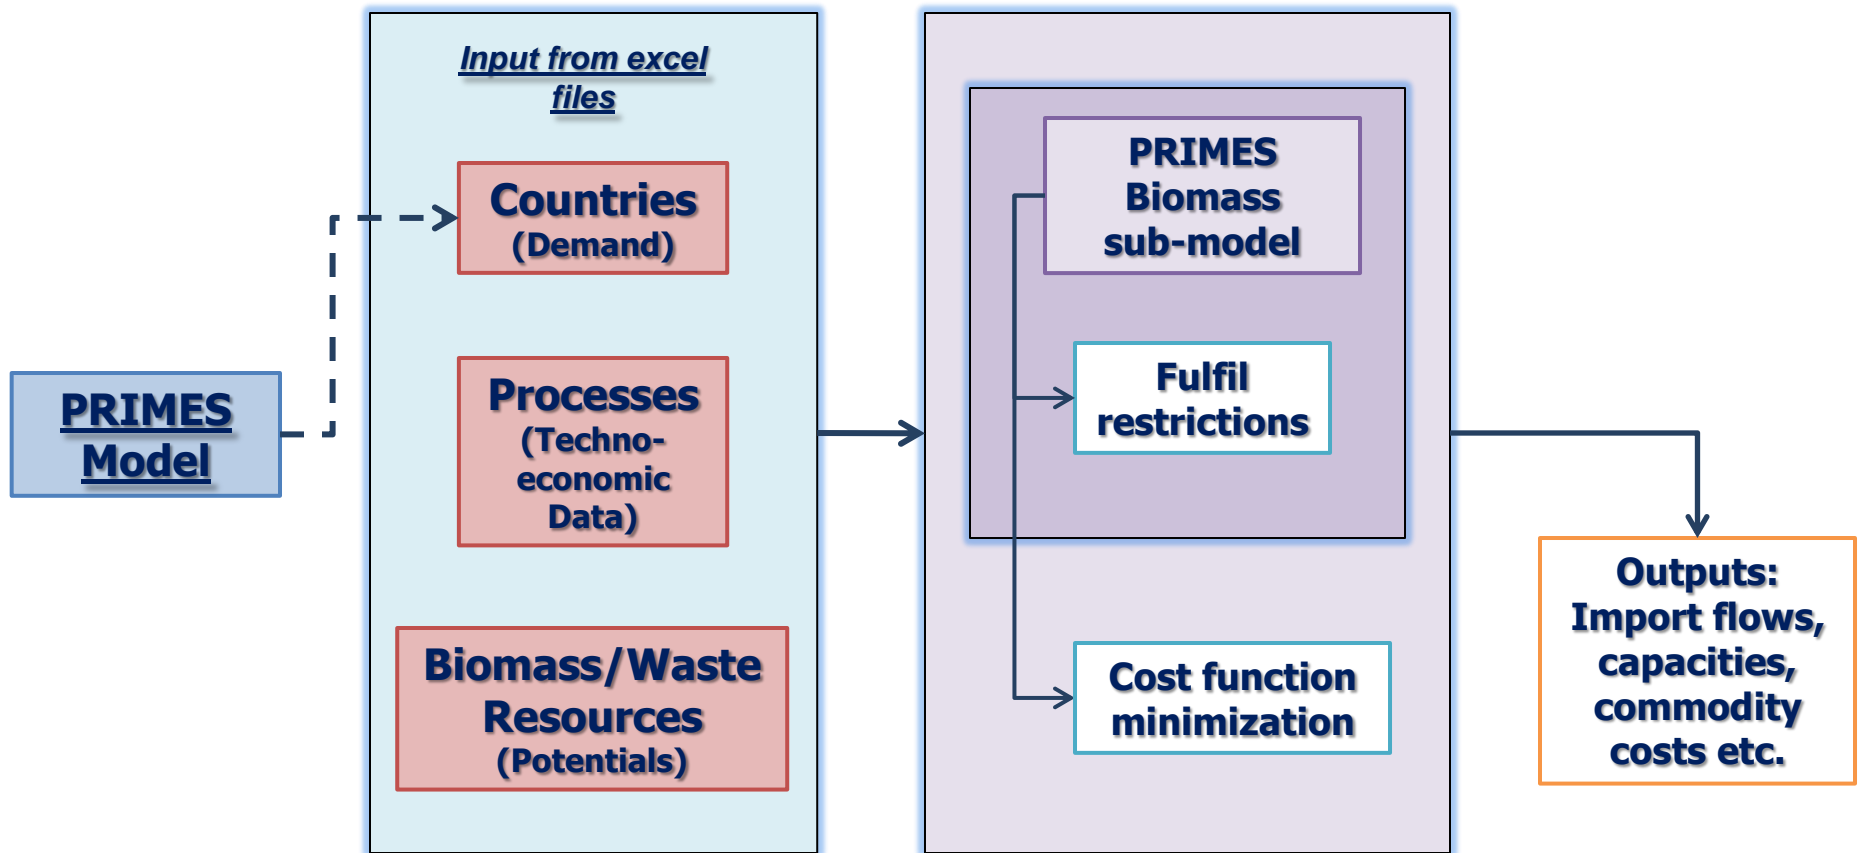 PRIMES
Model
Input from excel
files
Countries
(Demand)
Processes
(Techno-
economic
Data)
Biomass/Waste
Resources
(Potentials)
PRIMES
Biomass
sub-model
Fulfil
restrictions
Cost function
minimization
Outputs:
Import flows,
capacities,
commodity
costs etc.